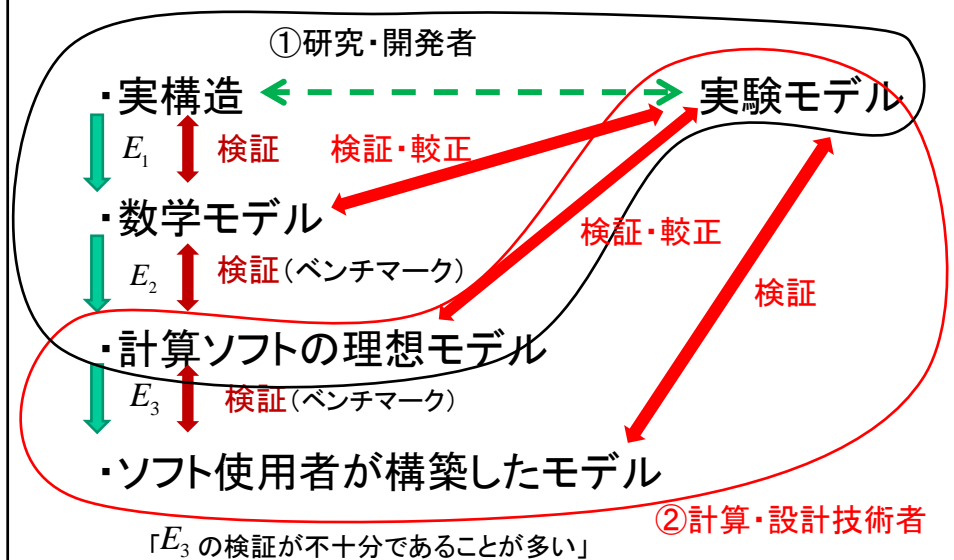 ①研究・開発者
・実構造
実験モデル
E₁
検証
検証・較正
・数学モデル
検証・較正
E₂
検証(ベンチマーク)
検証
・計算ソフトの理想モデル
E₃
検証(ベンチマーク)
・ソフト使用者が構築したモデル
②計算・設計技術者
「E₃の検証が不十分であることが多い」